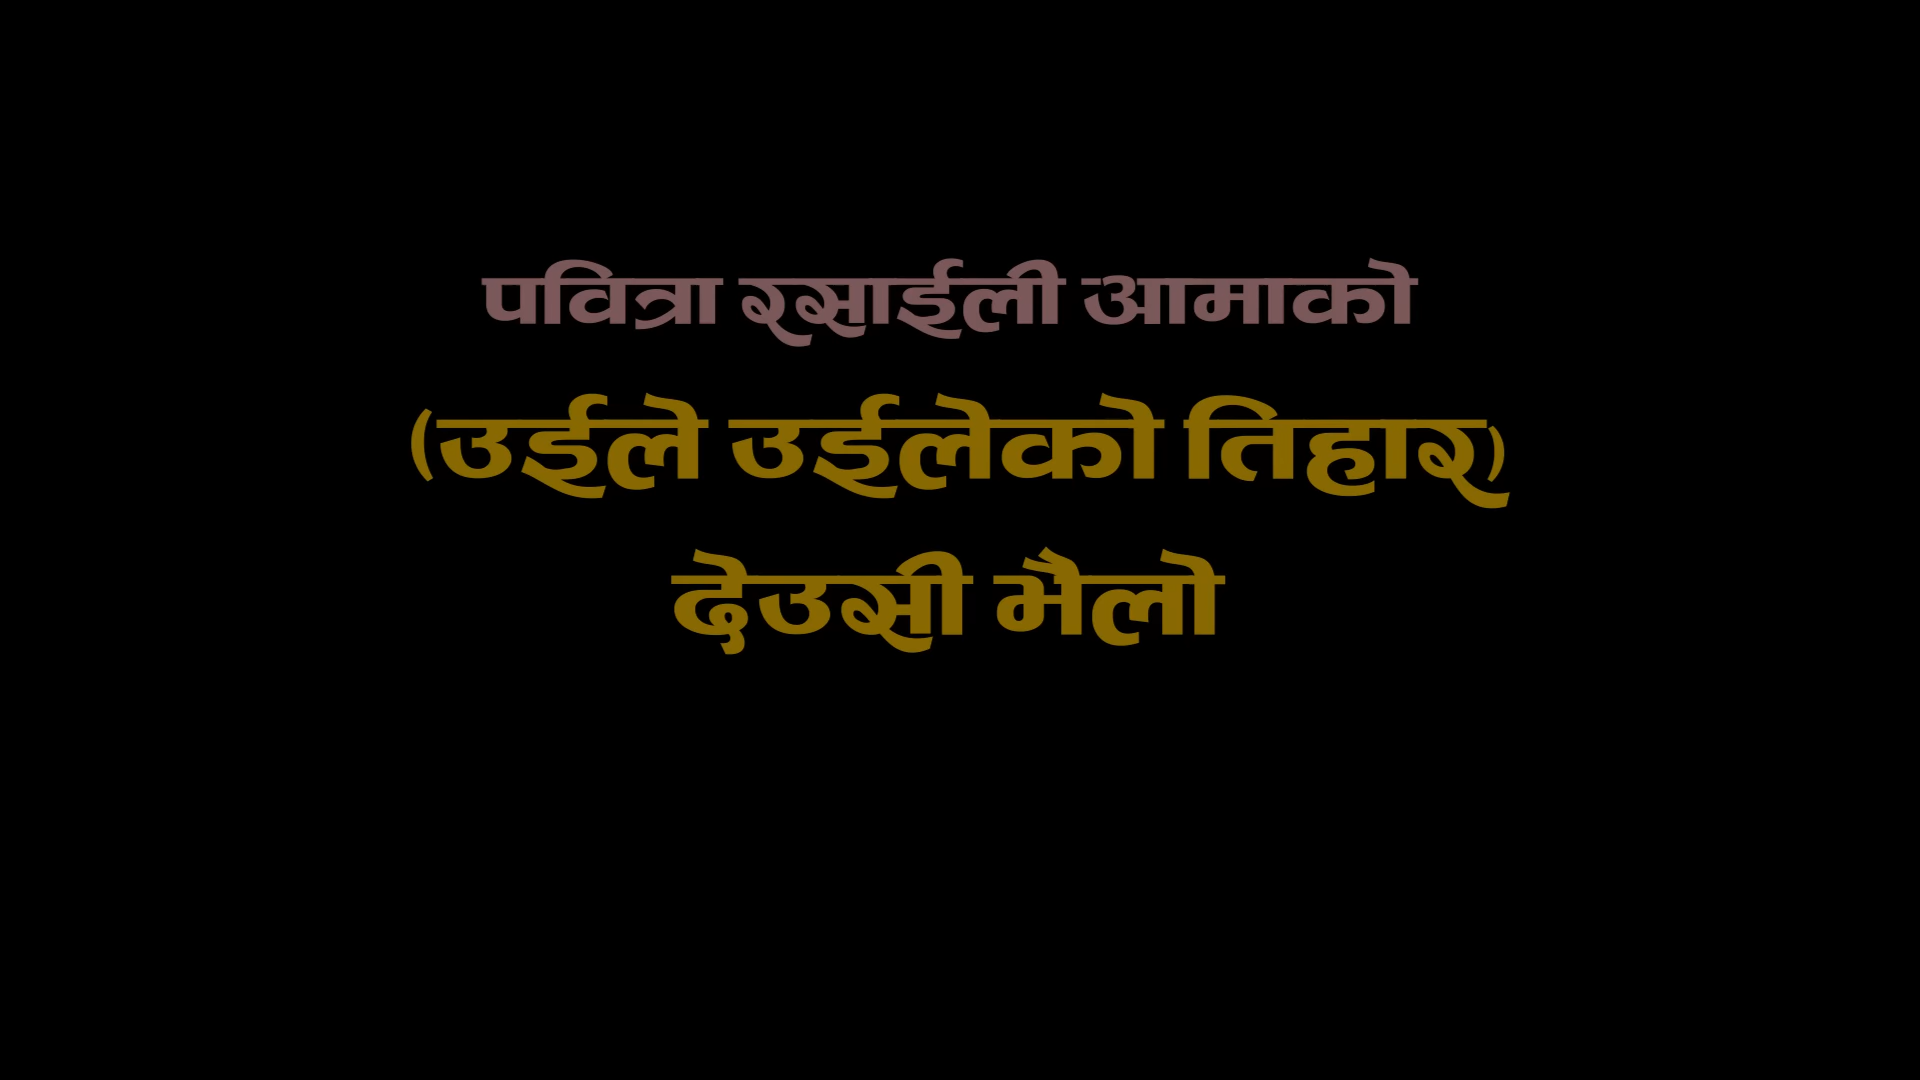 पवित्रा रसाईली आमाको
(उईले उईलेको तिहार)
देउसी भैलो